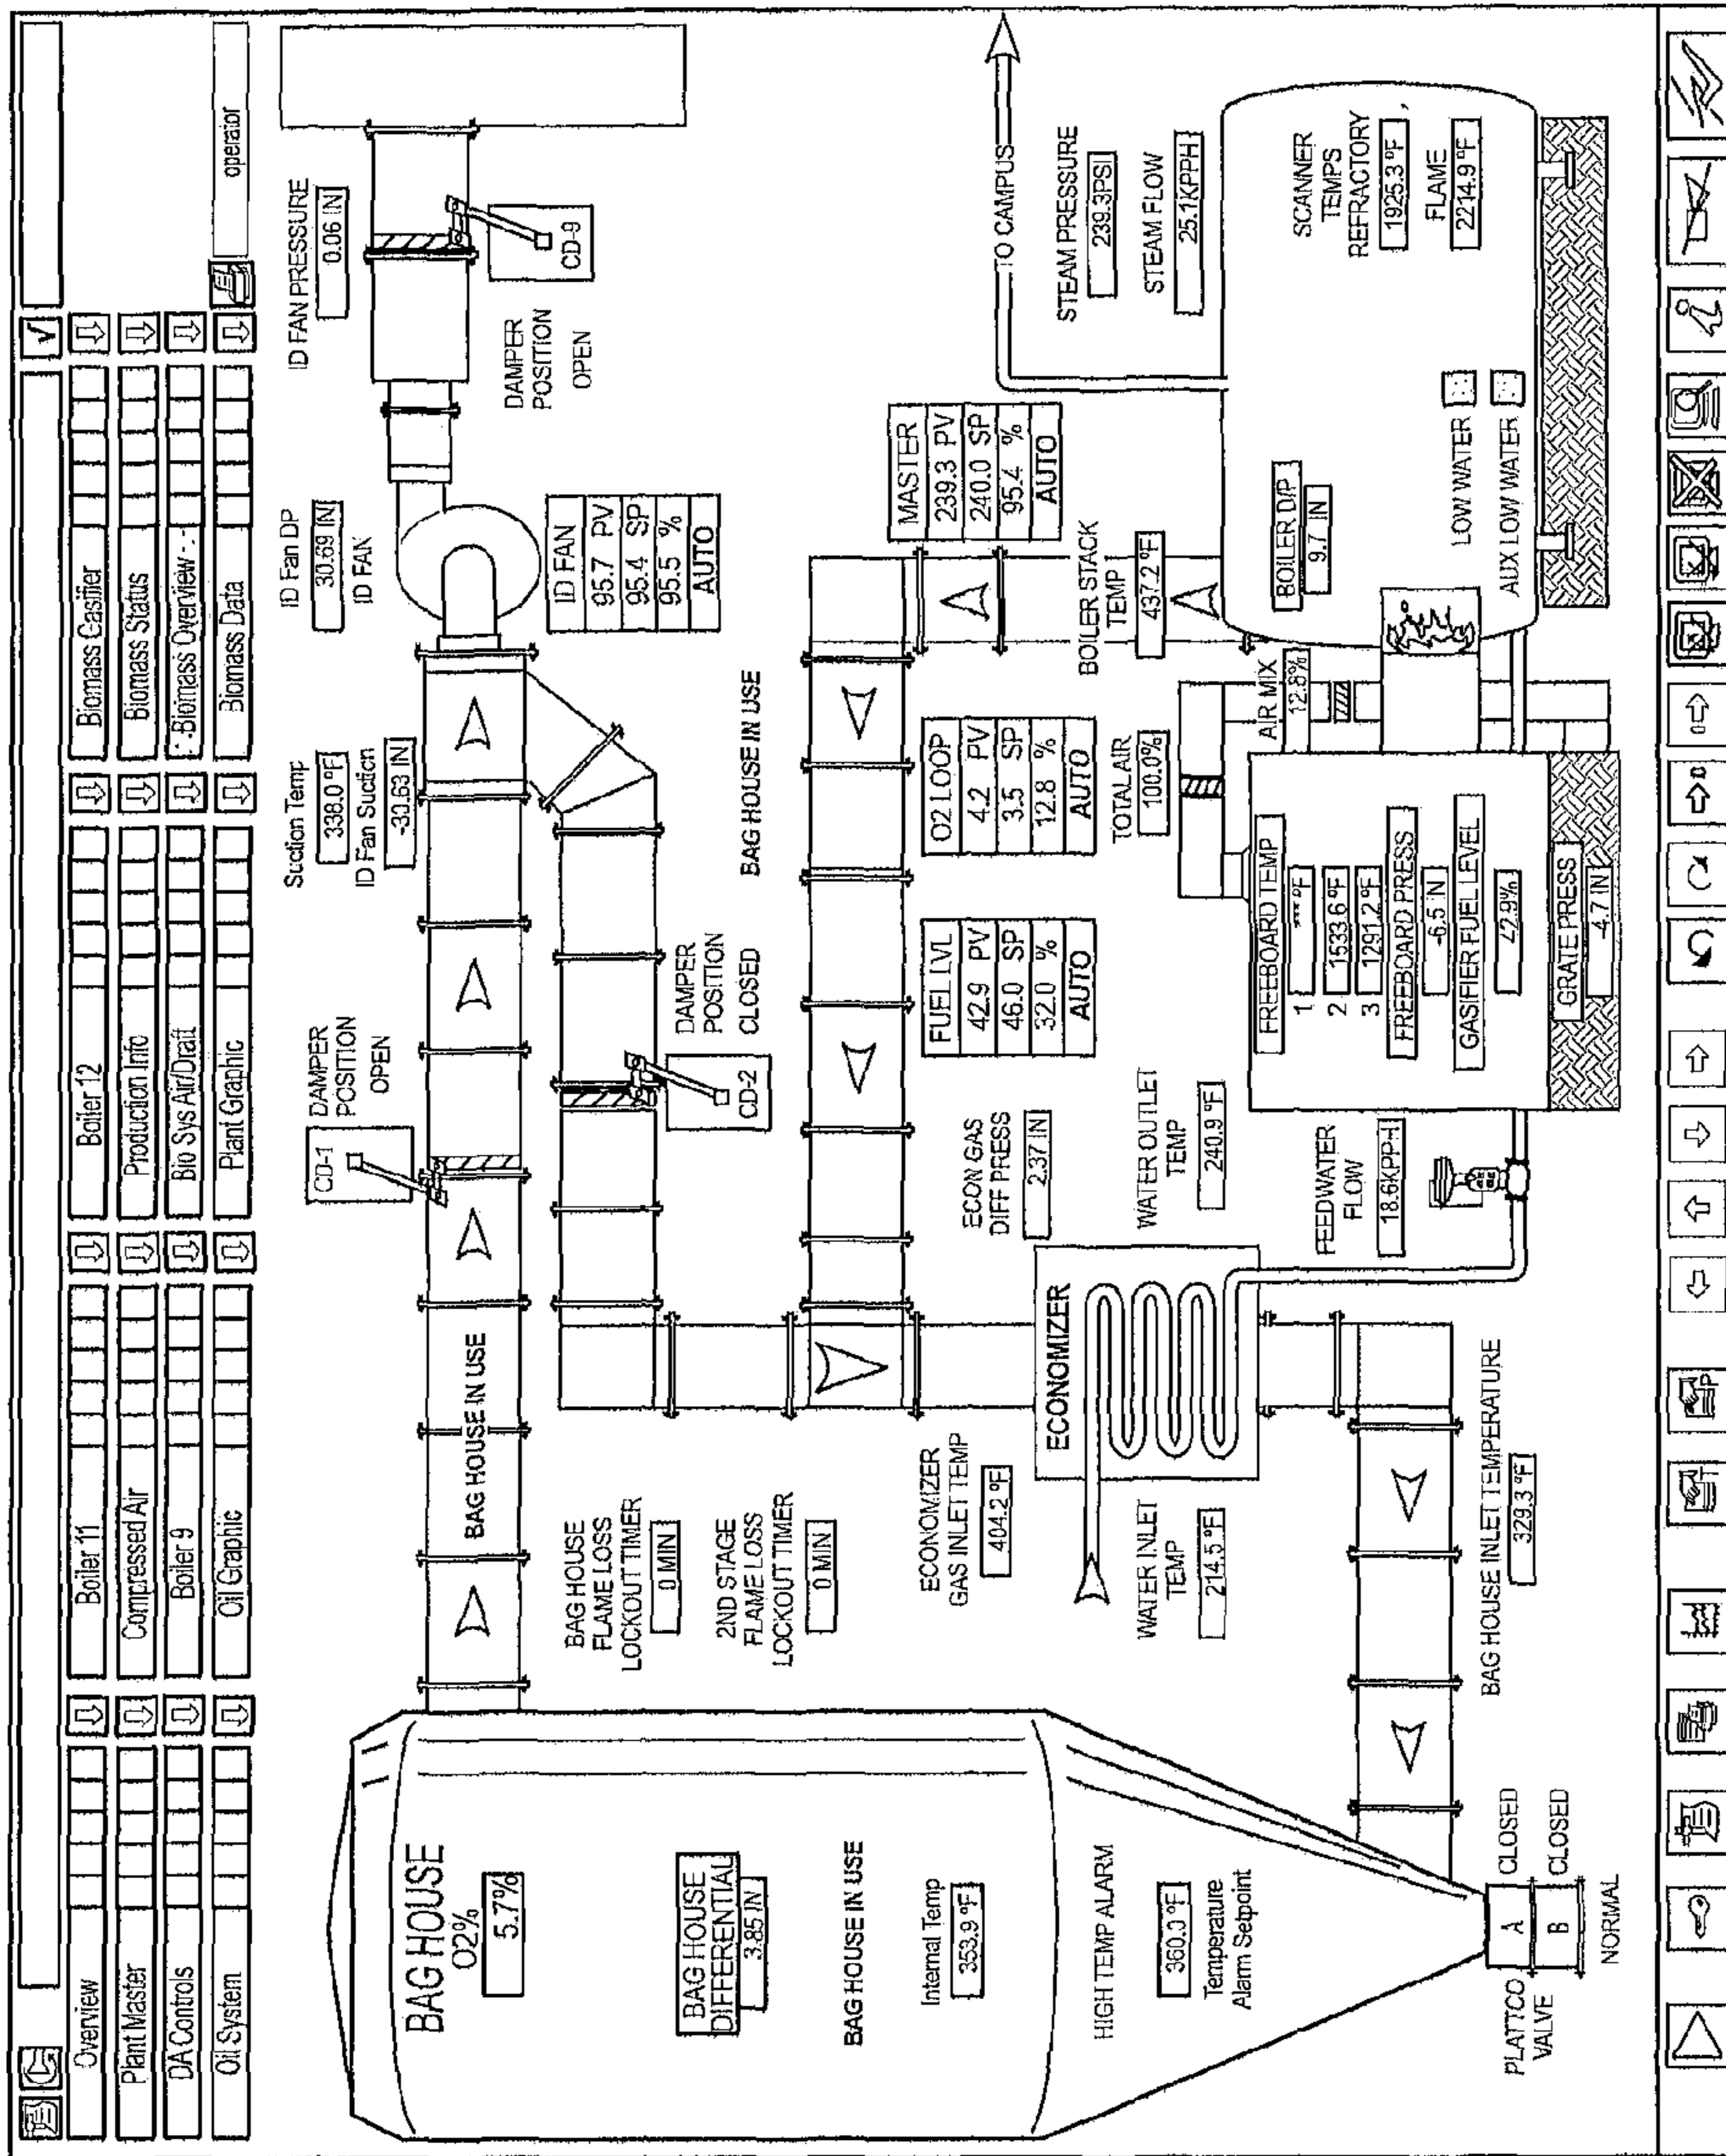 Overview
Boiler 11
Boiler 12
Biomass Gasifier
Plant Master
Compressed Air
Production Info
Biomass Status
DA Controls
Boiler 9
Bio Sys Air/Draft
Biomass Overview
Oil System
Oil Graphic
Plant Graphic
Biomass Data
operator
BAG HOUSE
O2%
5.7%
BAG HOUSE
DIFFERENTIAL
3.85 IN
BAG HOUSE IN USE
Internal Temp
353.9 °F
HIGH TEMP ALARM
360.0 °F
Temperature
Alarm Setpoint
PLATTCO
VALVE
A
CLOSED
B
CLOSED
NORMAL
BAG HOUSE IN USE
CD-1
DAMPER
POSITION
OPEN
Suction Temp
338.0 °F
ID Fan Suction
-30.63 IN
ID Fan DP
30.69 IN
ID FAN
ID FAN PRESSURE
0.06 IN
CD-9
DAMPER
POSITION
OPEN
ID FAN
95.7 PV
95.4 SP
95.5 %
AUTO
BAG HOUSE
FLAME LOSS
LOCKOUT TIMER
0 MIN
2ND STAGE
FLAME LOSS
LOCKOUT TIMER
0 MIN
CD-2
DAMPER
POSITION
CLOSED
BAG HOUSE IN USE
ECONOMIZER
GAS INLET TEMP
404.2 °F
ECONOMIZER
WATER INLET
TEMP
214.5 °F
ECON GAS
DIFF PRESS
2.37 IN
WATER OUTLET
TEMP
240.9 °F
FEEDWATER
FLOW
18.6KPPH
BAG HOUSE INLET TEMPERATURE
329.3 °F
FUEL LVL
42.9 PV
46.0 SP
32.0 %
AUTO
O2 LOOP
4.2 PV
3.5 SP
12.8 %
AUTO
MASTER
239.3 PV
240.0 SP
95.4 %
AUTO
TOTAL AIR
100.0%
AIR MIX
12.8%
BOILER STACK
TEMP
437.2 °F
FREEBOARD TEMP
1 *** °F
2 1533.6 °F
3 1291.2 °F
FREEBOARD PRESS
-6.5 IN
GASIFIER FUEL LEVEL
42.9%
GRATE PRESS
-4.7 IN
TO CAMPUS
STEAM PRESSURE
239.3PSI
STEAM FLOW
25.1KPPH
BOILER D/P
9.7 IN
SCANNER
TEMPS
REFRACTORY
1925.3 °F
FLAME
2214.9 °F
LOW WATER
AUX LOW WATER